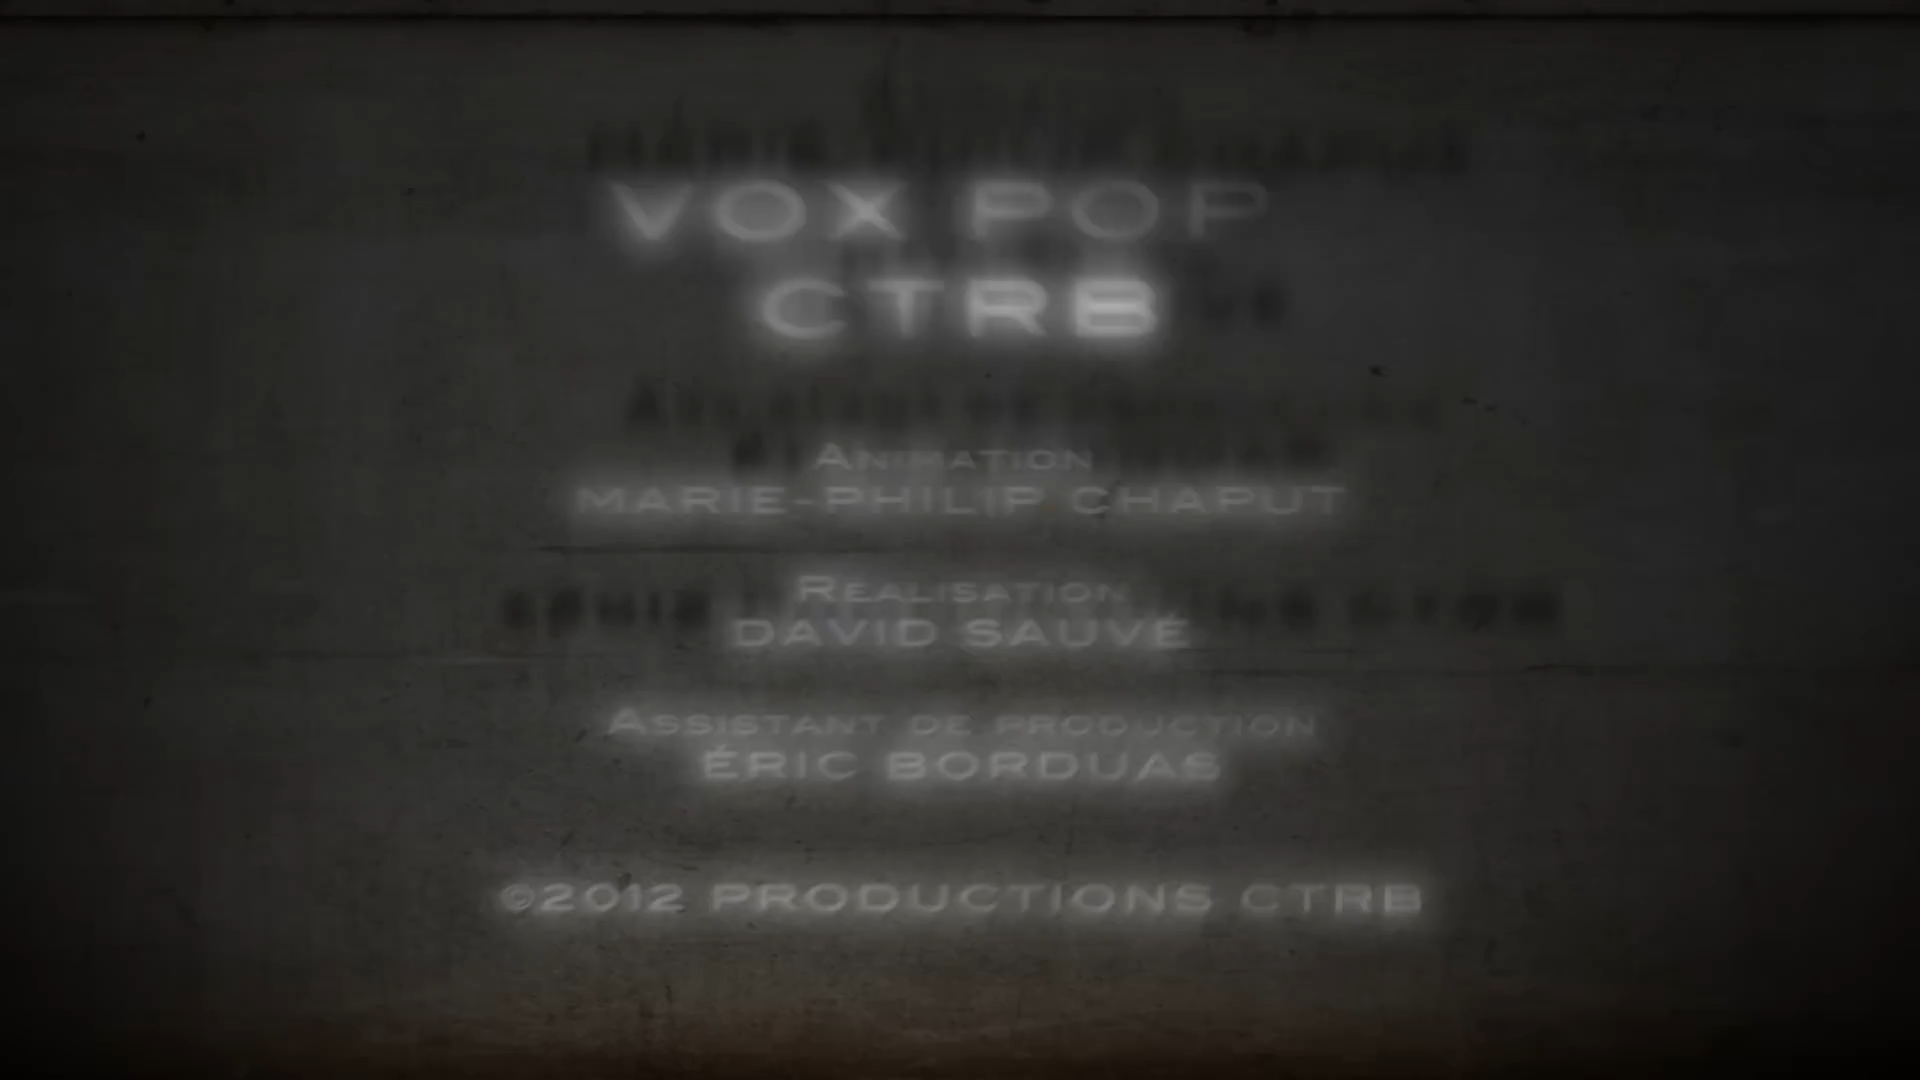 VOX POP
CTRB
ANIMATION
MARIE-PHILIP CHAPUT
REALISATION
DAVID SAUVÉ
ASSISTANT DE PRODUCTION
ÉRIC BORDUAS
©2012 PRODUCTIONS CTRB